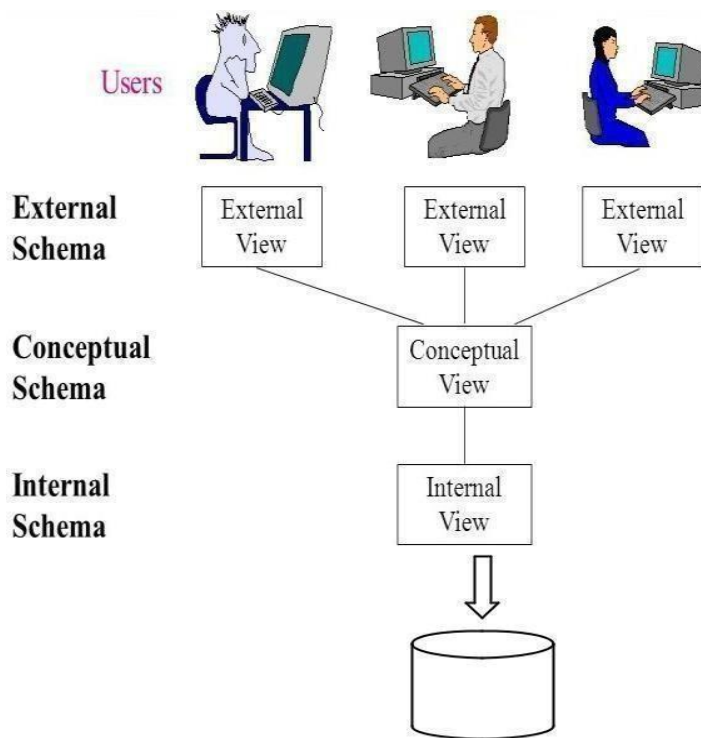 Users
External
Schema
External
View
External
View
External
View
Conceptual
Schema
Conceptual
View
Internal
Schema
Internal
View